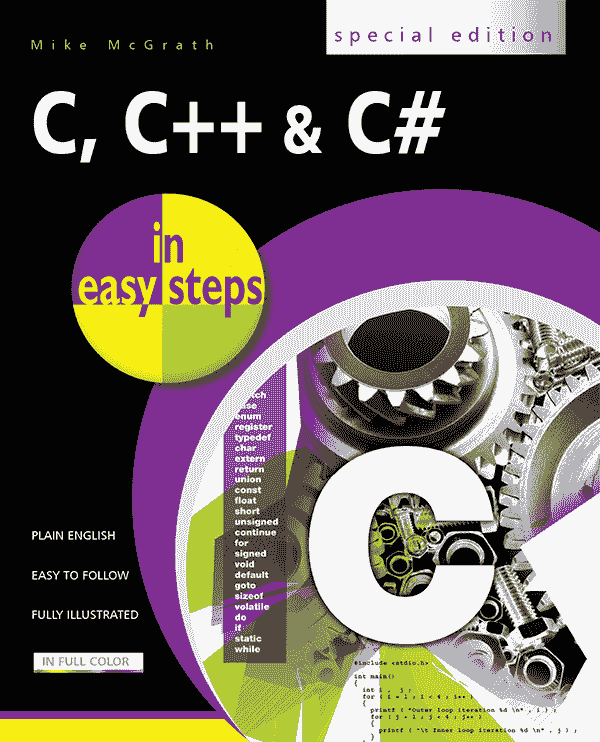 Mike McGrath
special edition
C, C++ & C#
in
easy steps
enum
register
typedef
char
extern
return
union
const
float
short
unsigned
continue
for
signed
void
default
goto
sizeof
volatile
do
if
static
while
C
PLAIN ENGLISH
EASY TO FOLLOW
FULLY ILLUSTRATED
IN FULL COLOR
#include <stdio.h>
int main()
{
int i , j ;
for ( i = 1 ; i < 4 ; i++ )
{
printf ( "Outer loop iteration %d \n" , i ) ;
for ( j = 1 ; j < 4 ; j++ )
{
printf ( "\t Inner loop iteration %d \n" , j ) ;